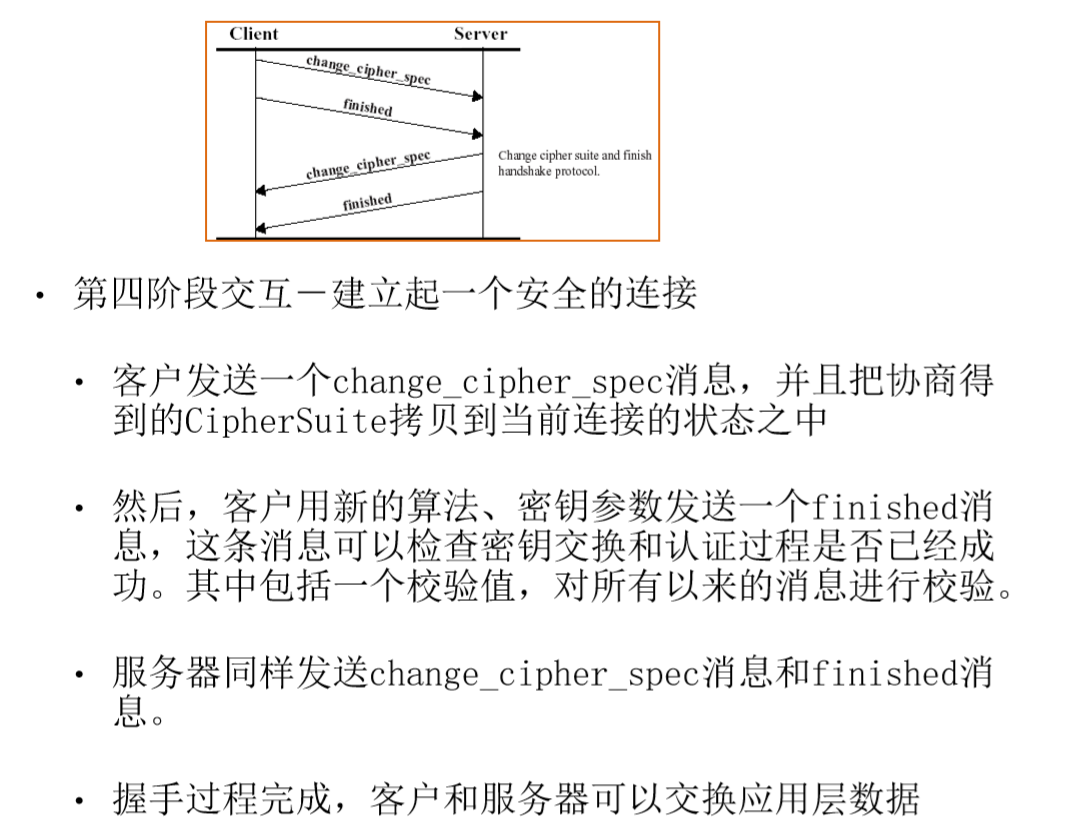 Client
Server
change_cipher_spec
finished
change_cipher_spec
Change cipher suite and finish
handshake protocol.
finished
• 第四阶段交互－建立起一个安全的连接
• 客户发送一个change_cipher_spec消息，并且把协商得
到的CipherSuite拷贝到当前连接的状态之中
• 然后，客户用新的算法、密钥参数发送一个finished消
息，这条消息可以检查密钥交换和认证过程是否已经成
功。其中包括一个校验值，对所有以来的消息进行校验。
• 服务器同样发送change_cipher_spec消息和finished消
息。
• 握手过程完成，客户和服务器可以交换应用层数据